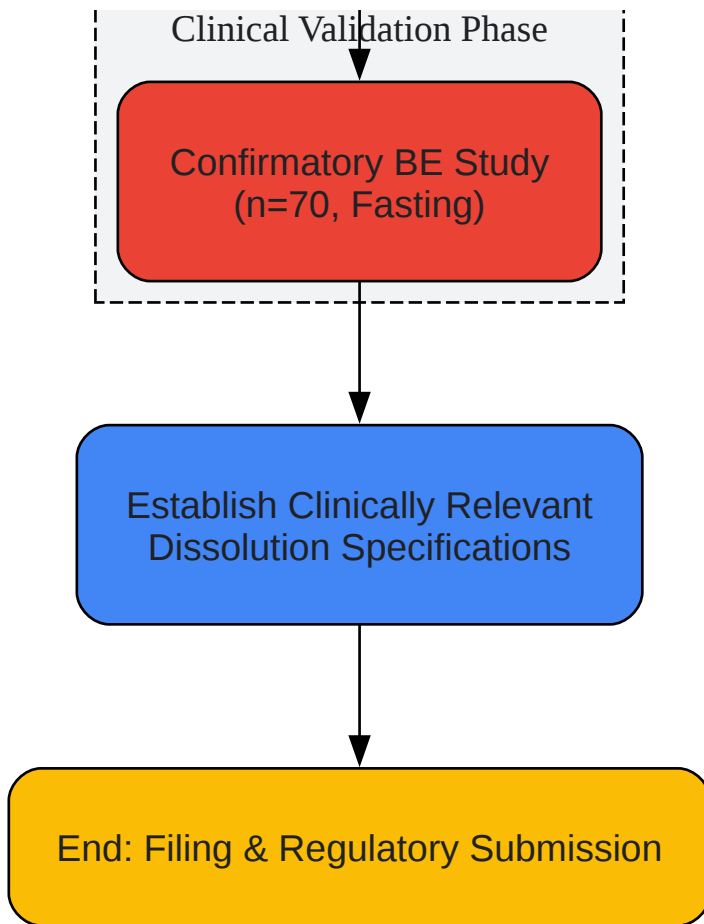 Clinical Validation Phase
Confirmatory BE Study
(n=70, Fasting)
Establish Clinically Relevant
Dissolution Specifications
End: Filing & Regulatory Submission